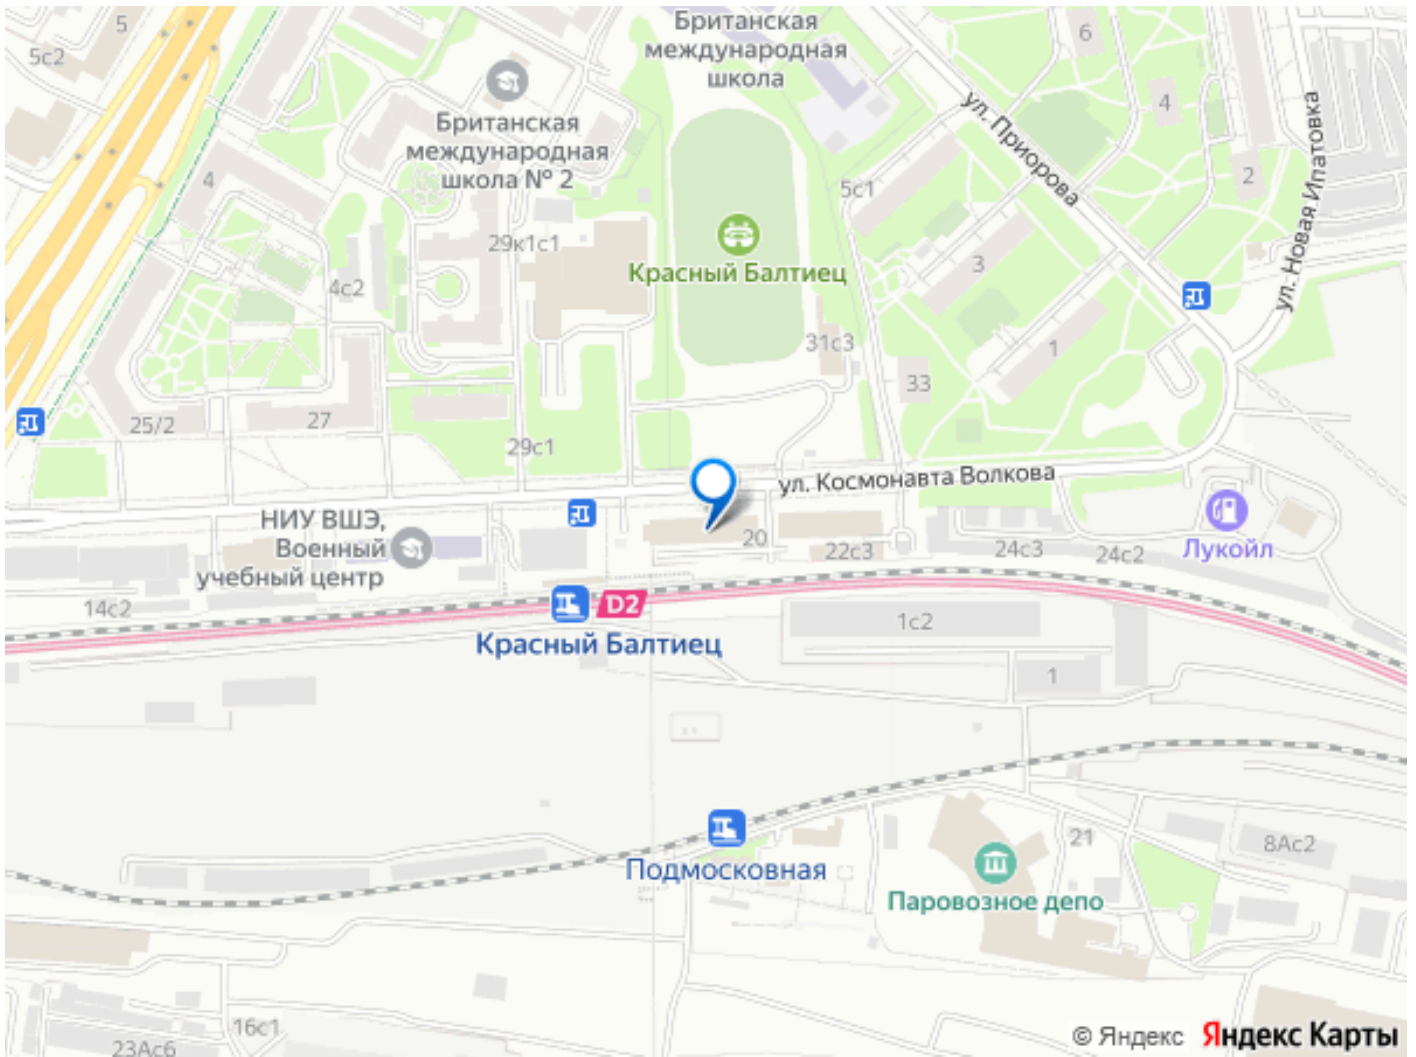 5
5с2
Британская
международная
школа
6
Британская
международная
школа № 2
4
ул. Приорова
ул. Новая Ипатовка
4
5с1
2
29к1с1
4с2
Красный Балтиец
3
31с3
1
33
25/2
27
29с1
ул. Космонавта Волкова
НИУ ВШЭ,
Военный
учебный центр
20
22с3
24с3
24с2
Лукойл
14с2
D2
Красный Балтиец
1с2
1
Подмосковная
21
8Ас2
Паровозное депо
16с1
23Ас6
© Яндекс Яндекс Карты